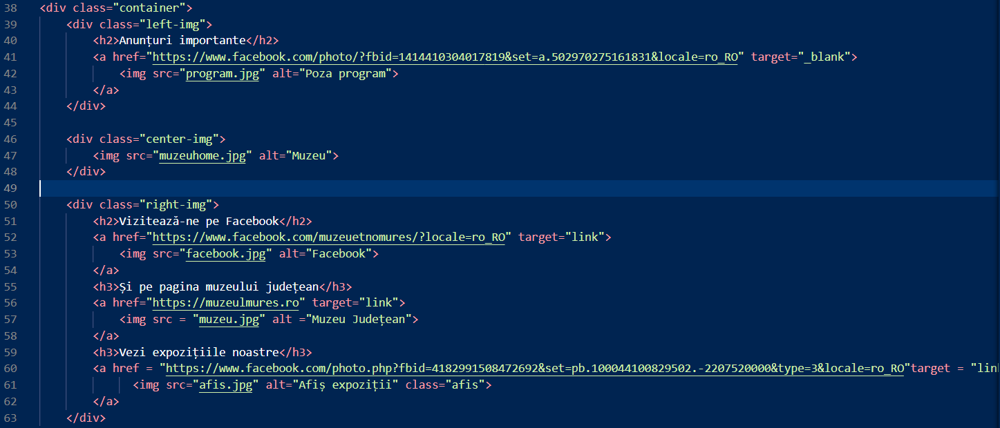 38 <div class="container">
39 <div class="left-img">
40 <h2>Anunțuri importante</h2>
41 <a href="https://www.facebook.com/photo/?fbid=1414410304017819&set=a.502970275161831&locale=ro_RO" target="_blank">
42 <img src="program.jpg" alt="Poza program">
43 </a>
44 </div>
45
46 <div class="center-img">
47 <img src="muzeuhome.jpg" alt="Muzeu">
48 </div>
49
50 <div class="right-img">
51 <h2>Vizitează-ne pe Facebook</h2>
52 <a href="https://www.facebook.com/muzeuetnomures/?locale=ro_RO" target="link">
53 <img src="facebook.jpg" alt="Facebook">
54 </a>
55 <h3>Și pe pagina muzeului județean</h3>
56 <a href="https://muzeulmures.ro" target="link">
57 <img src = "muzeu.jpg" alt ="Muzeu Județean">
58 </a>
59 <h3>Vezi expozițiile noastre</h3>
60 <a href = "https://www.facebook.com/photo.php?fbid=4182991508472692&set=pb.100044100829502.-2207520000&type=3&locale=ro_RO"target = "lin
61 <img src="afis.jpg" alt="Afiș expoziții" class="afis">
62 </a>
63 </div>